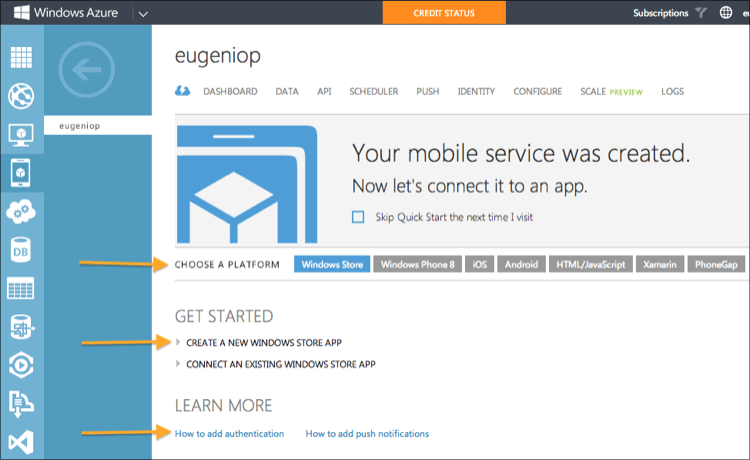 Windows Azure
CREDIT STATUS
Subscriptions
eu
eugeniop
eugeniop
DASHBOARD DATA API SCHEDULER PUSH IDENTITY CONFIGURE SCALE PREVIEW LOGS
Your mobile service was created.
Now let's connect it to an app.
Skip Quick Start the next time I visit
CHOOSE A PLATFORM Windows Store Windows Phone 8 iOS Android HTML/JavaScript Xamarin PhoneGap
GET STARTED
CREATE A NEW WINDOWS STORE APP
CONNECT AN EXISTING WINDOWS STORE APP
LEARN MORE
How to add authentication How to add push notifications
DB